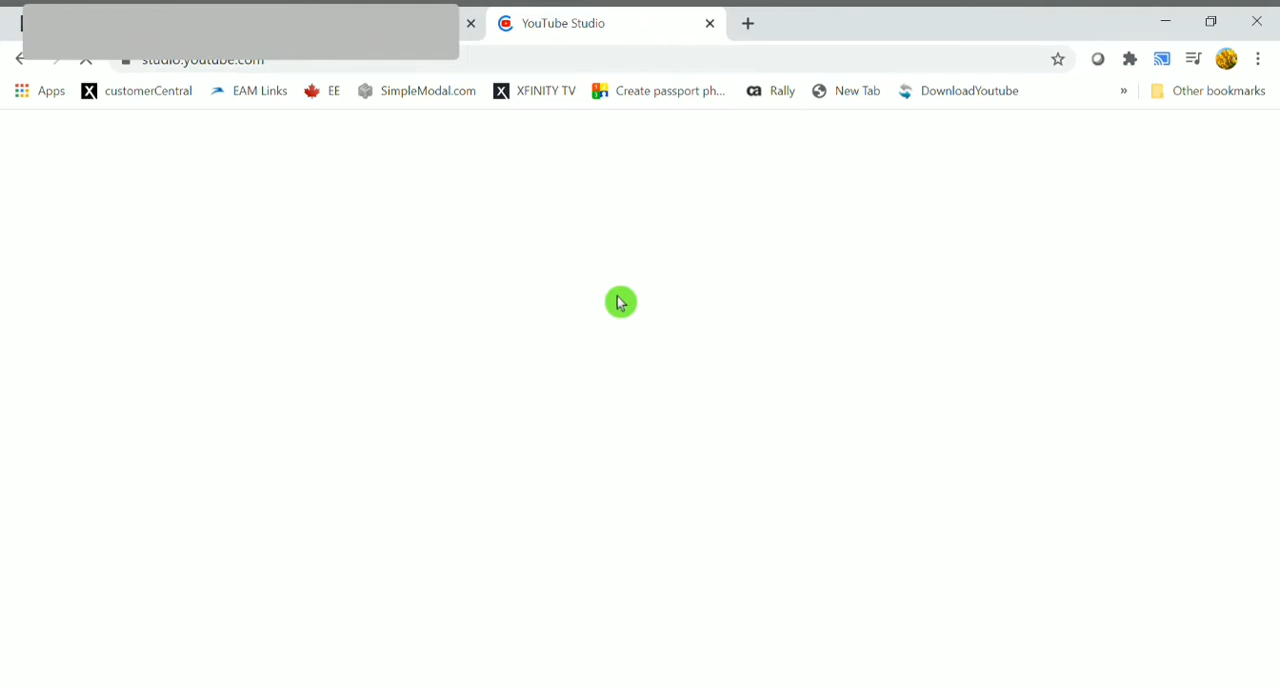 YouTube Studio
studio.youtube.com
Apps customerCentral EAM Links EE SimpleModal.com XFINITY TV Create passport ph... ca Rally New Tab DownloadYoutube » Other bookmarks